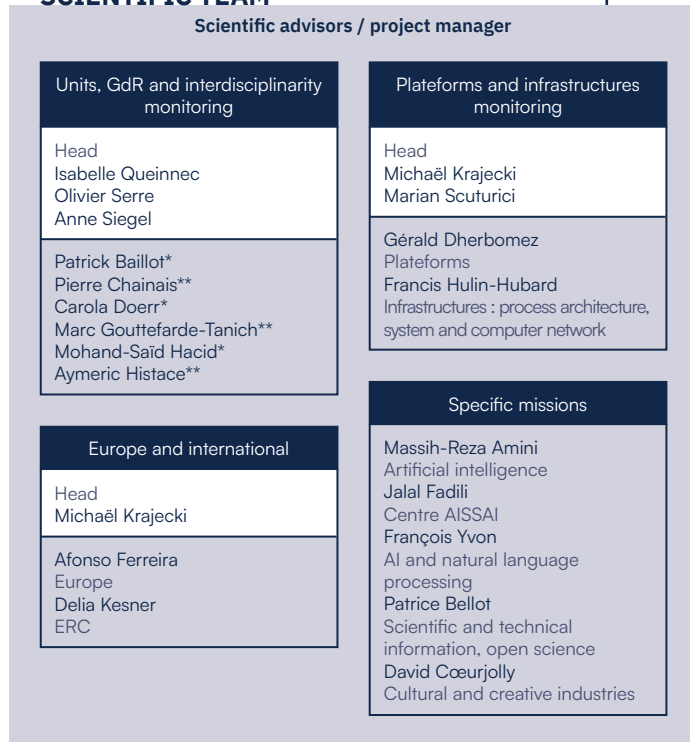 SCIENTIFIC TEAM
Scientific advisors / project manager
Units, GdR and interdisciplinarity
monitoring
Head
Isabelle Queinnec
Olivier Serre
Anne Siegel
Patrick Baillot*
Pierre Chainais**
Carola Doerr*
Marc Gouttefarde-Tanich**
Mohand-Saïd Hacid*
Aymeric Histace**
Europe and international
Head
Michaël Krajecki
Afonso Ferreira
Europe
Delia Kesner
ERC
Plateforms and infrastructures
monitoring
Head
Michaël Krajecki
Marian Scuturici
Gérald Dherbomez
Plateforms
Francis Hulin-Hubard
Infrastructures : process architecture,
system and computer network
Specific missions
Massih-Reza Amini
Artificial intelligence
Jalal Fadili
Centre AISSAI
François Yvon
AI and natural language
processing
Patrice Bellot
Scientific and technical
information, open science
David Cœurjolly
Cultural and creative industries